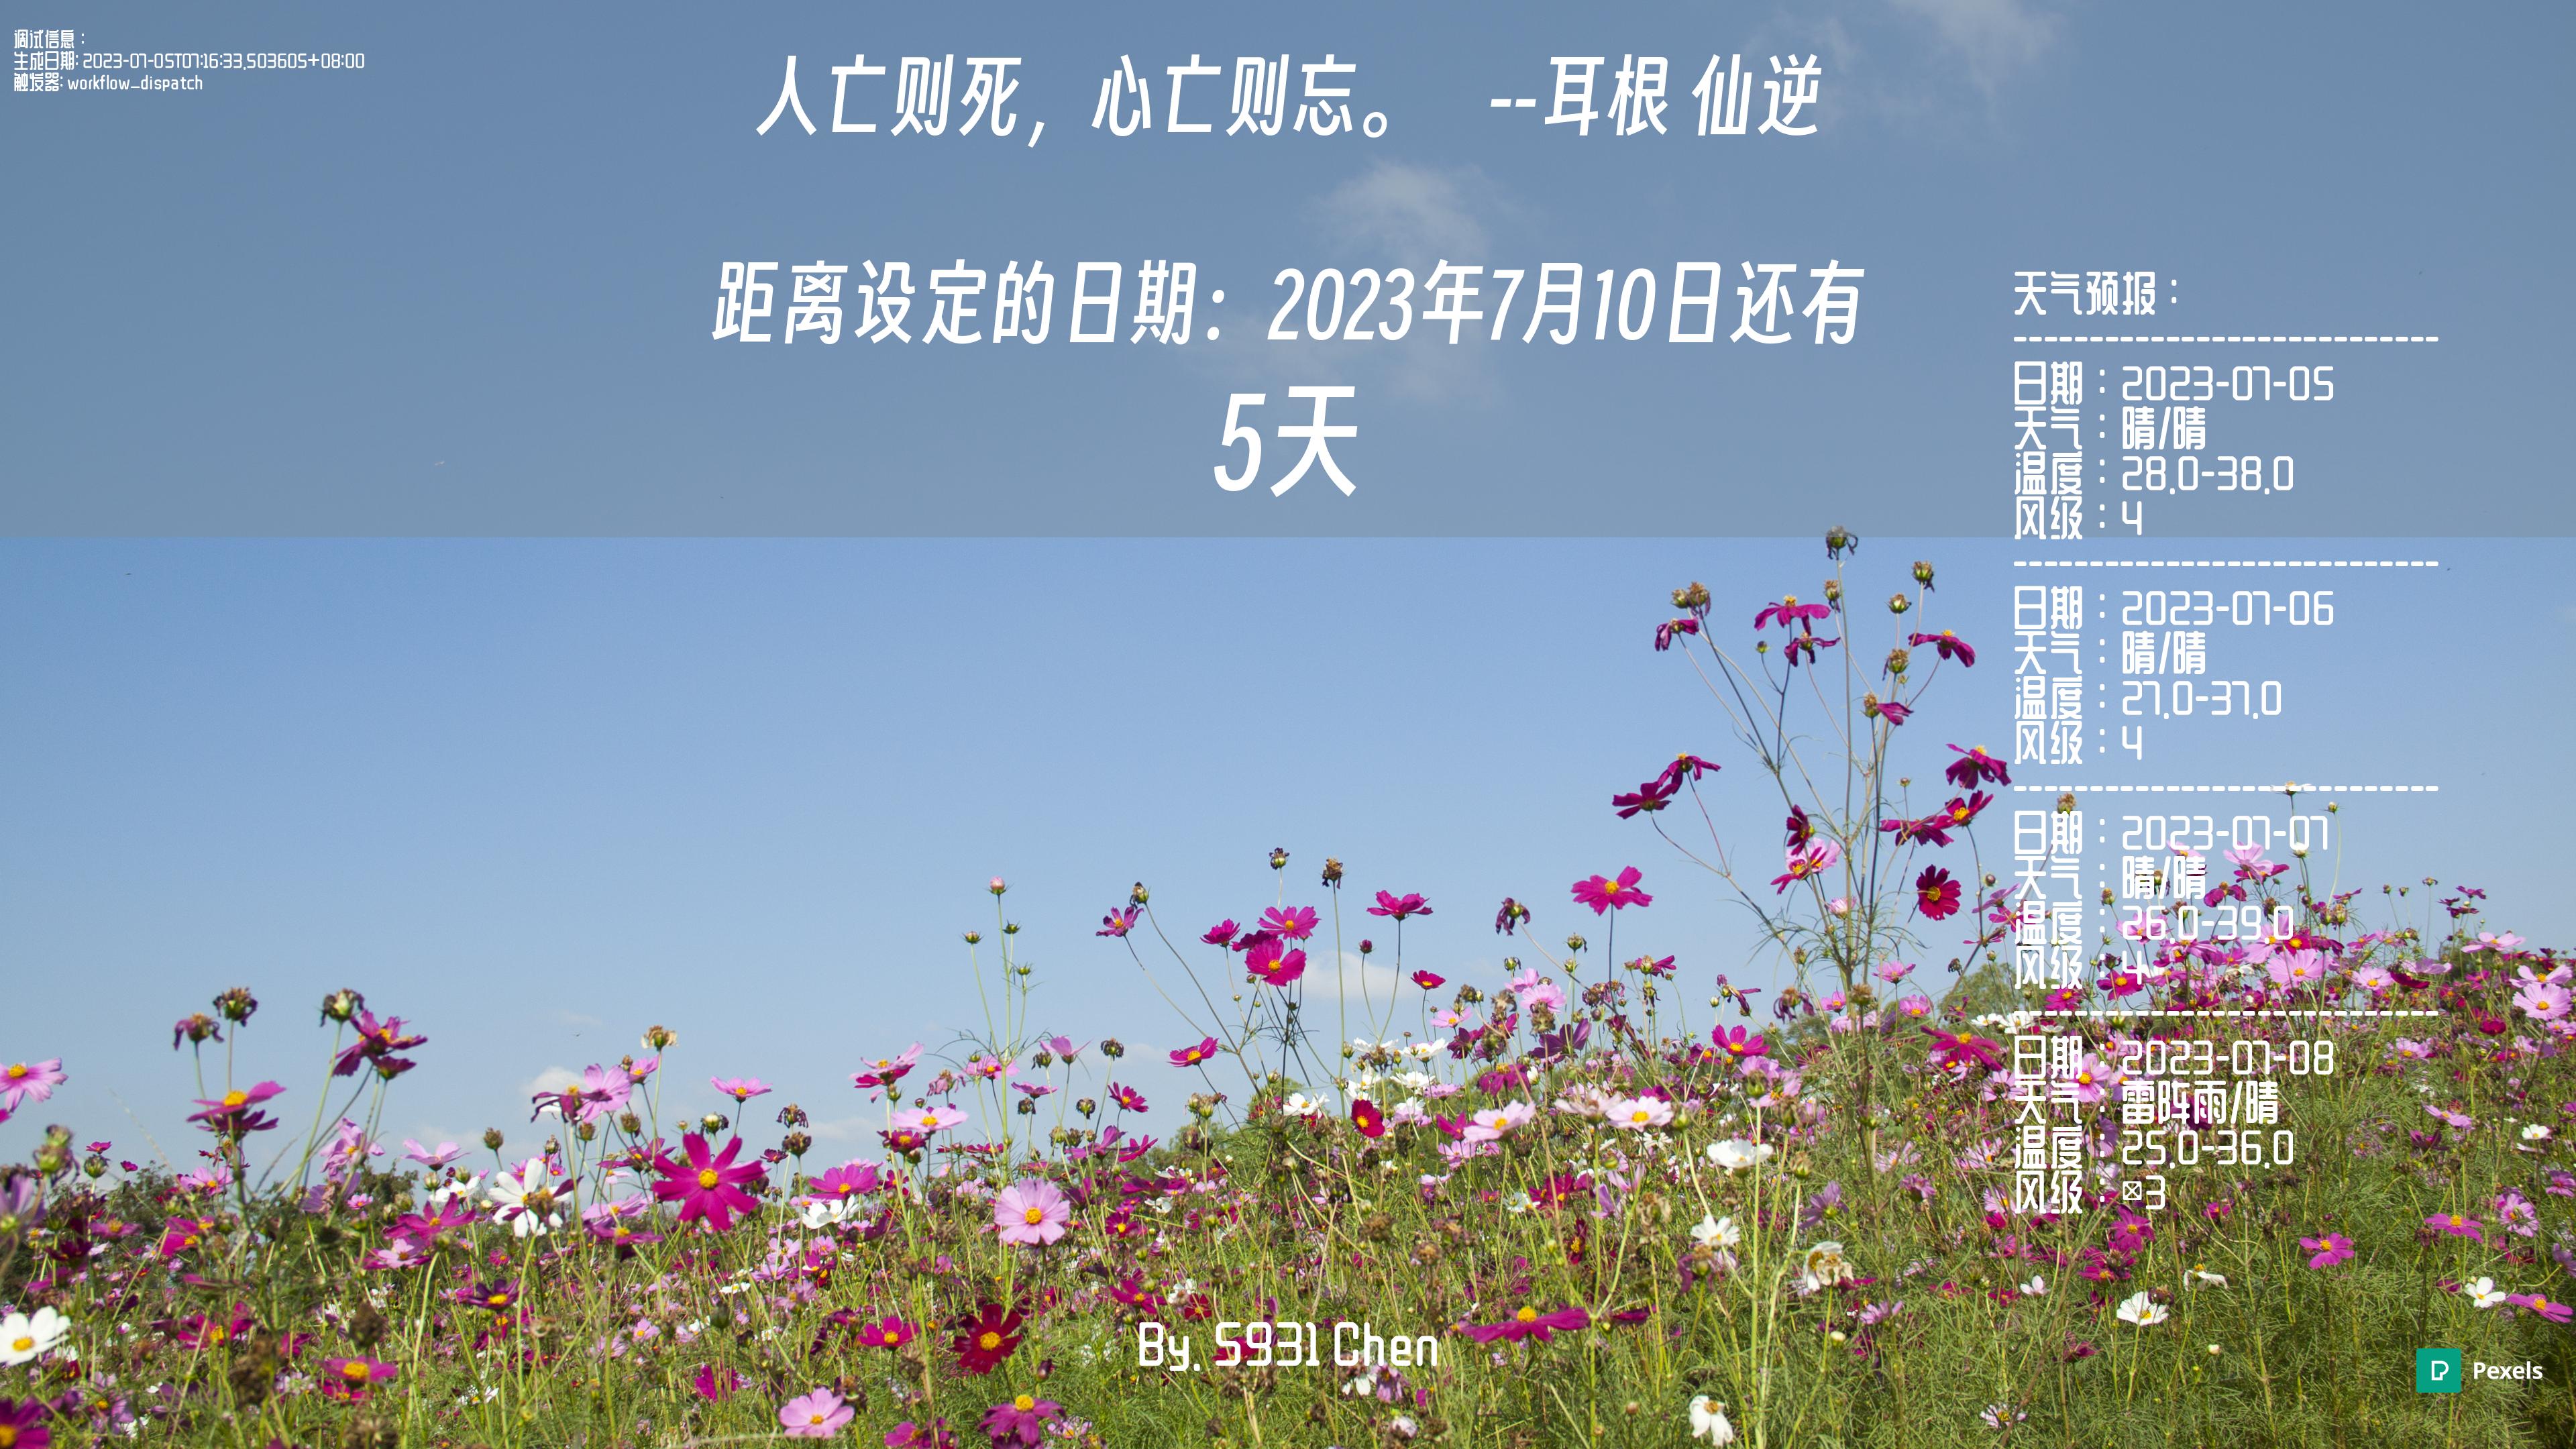 调试信息：
生成日期: 2023-07-05T07:16:33.503605+08:00
触发器: workflow_dispatch
人亡则死，心亡则忘。 --耳根 仙逆
距离设定的日期：2023年7月10日还有
5天
天气预报：
----------------------------
日期：2023-07-05
天气：晴/晴
温度：28.0-38.0
风级：4
----------------------------
日期：2023-07-06
天气：晴/晴
温度：27.0-37.0
风级：4
----------------------------
日期：2023-07-07
天气：晴/晴
温度：26.0-39.0
风级：4
----------------------------
日期：2023-07-08
天气：雷阵雨/晴
温度：25.0-36.0
风级：3
By. 5931 Chen
Pexels